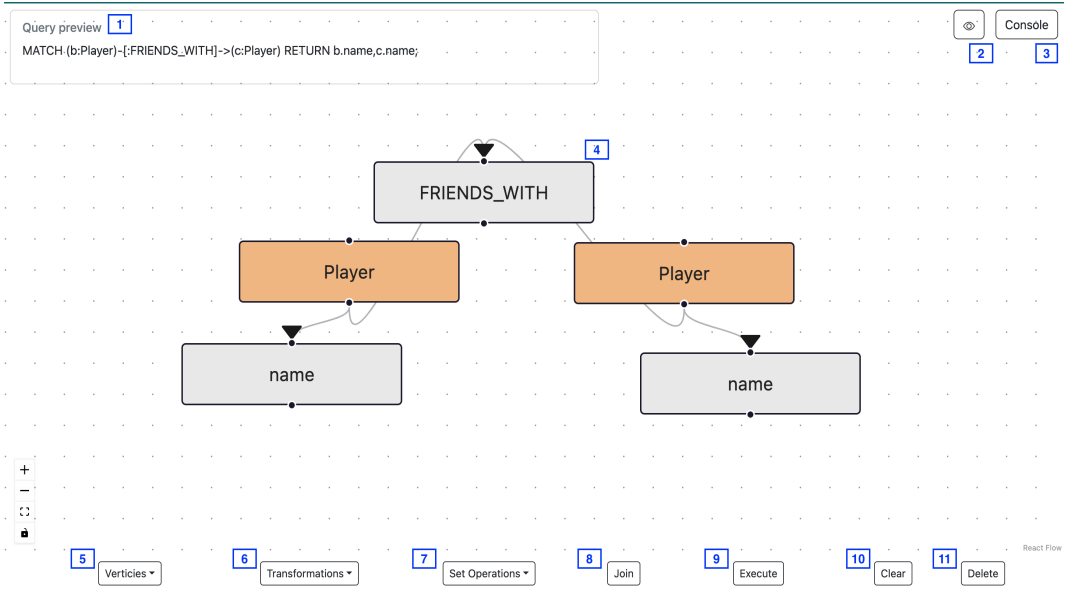 Query preview 1
MATCH (b:Player)-[:FRIENDS_WITH]->(c:Player) RETURN b.name,c.name;
Console
2
3
4
FRIENDS_WITH
Player
Player
name
name
React Flow
5
Verticies
6
Transformations
7
Set Operations
8
Join
9
Execute
10
Clear
11
Delete